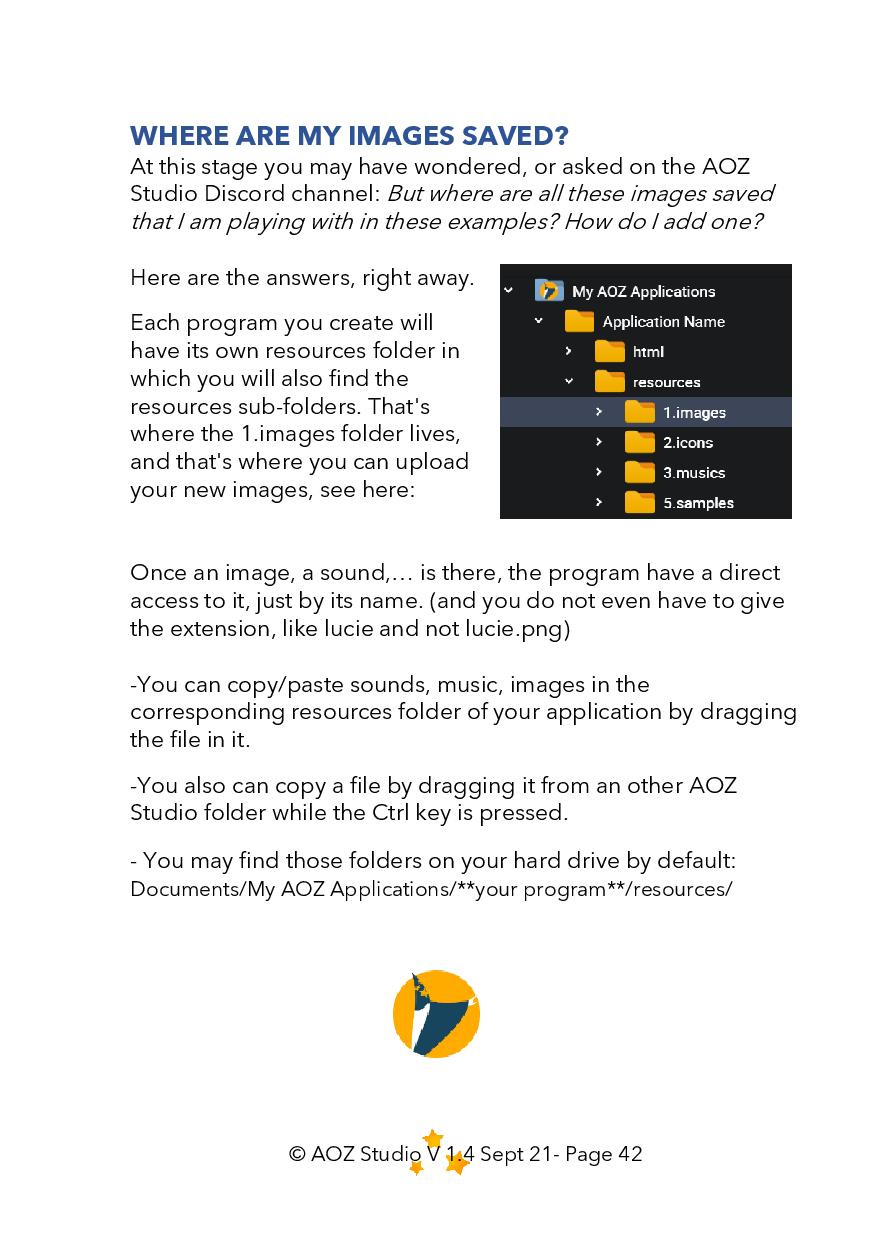 WHERE ARE MY IMAGES SAVED?
At this stage you may have wondered, or asked on the AOZ
Studio Discord channel: But where are all these images saved
that I am playing with in these examples? How do I add one?
Here are the answers, right away.
Each program you create will
have its own resources folder in
which you will also find the
resources sub-folders. That's
where the 1.images folder lives,
and that's where you can upload
your new images, see here:
My AOZ Applications
Application Name
html
resources
1.images
2.icons
3.musics
5.samples
Once an image, a sound,... is there, the program have a direct
access to it, just by its name. (and you do not even have to give
the extension, like lucie and not lucie.png)
-You can copy/paste sounds, music, images in the
corresponding resources folder of your application by dragging
the file in it.
-You also can copy a file by dragging it from an other AOZ
Studio folder while the Ctrl key is pressed.
- You may find those folders on your hard drive by default:
Documents/My AOZ Applications/**your program**/resources/
© AOZ Studio V 1.4 Sept 21- Page 42